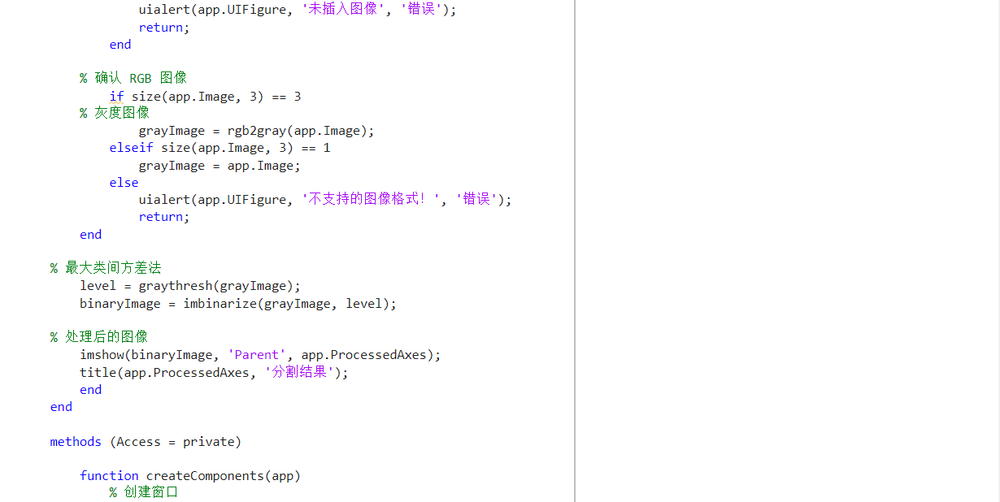 uialert(app.UIFigure, '未插入图像', '错误');
return;
end
% 确认 RGB 图像
if size(app.Image, 3) == 3
% 灰度图像
grayImage = rgb2gray(app.Image);
elseif size(app.Image, 3) == 1
grayImage = app.Image;
else
uialert(app.UIFigure, '不支持的图像格式！', '错误');
return;
end
% 最大类间方差法
level = graythresh(grayImage);
binaryImage = imbinarize(grayImage, level);
% 处理后的图像
imshow(binaryImage, 'Parent', app.ProcessedAxes);
title(app.ProcessedAxes, '分割结果');
end
end
methods (Access = private)
function createComponents(app)
% 创建窗口